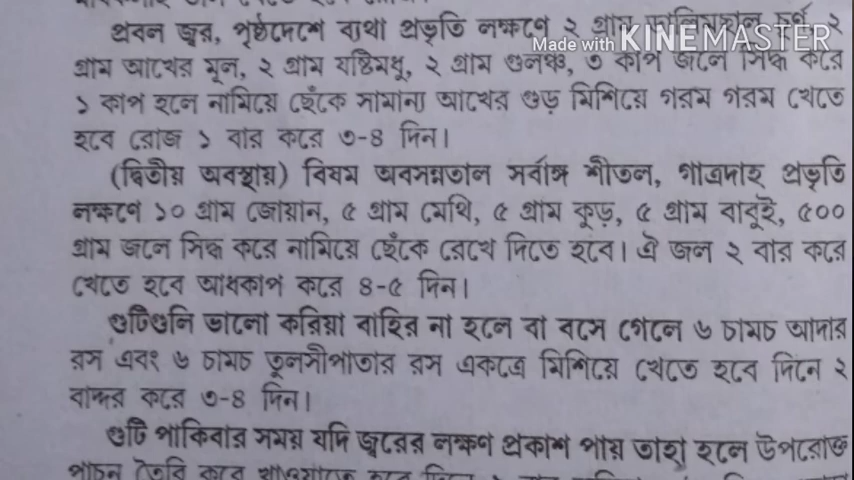 প্রবল জ্বর, পৃষ্ঠদেশে ব্যথা প্রভৃতি লক্ষণে ২ গ্রাম
Made with KINEMASTER
গ্রাম আখের মূল, ২ গ্রাম যষ্টিমধু, ২ গ্রাম গুলঞ্চ, ৩ কাপ জলে সিদ্ধ করে
১ কাপ হলে নামিয়ে ছেঁকে সামান্য আখের গুড় মিশিয়ে গরম গরম খেতে
হবে রোজ ১ বার করে ৩-৪ দিন।
(দ্বিতীয় অবস্থায়) বিষম অবসন্নতাল সর্বাঙ্গ শীতল, গাত্রদাহ প্রভৃতি
লক্ষণে ১০ গ্রাম জোয়ান, ৫ গ্রাম মেথি, ৫ গ্রাম কুড়, ৫ গ্রাম বাবুই, ৫০০
গ্রাম জলে সিদ্ধ করে নামিয়ে ছেঁকে রেখে দিতে হবে। ঐ জল ২ বার করে
খেতে হবে আধকাপ করে ৪-৫ দিন।
গুটিগুলি ভালো করিয়া বাহির না হলে বা বসে গেলে ৬ চামচ আদার
রস এবং ৬ চামচ তুলসীপাতার রস একত্রে মিশিয়ে খেতে হবে দিনে ২
করে ৩-৪ দিন।
গুটি পাকিবার সময় যদি জ্বরের লক্ষণ প্রকাশ পায় তাহা হলে উপরোক্ত
পাচন তৈরি করে